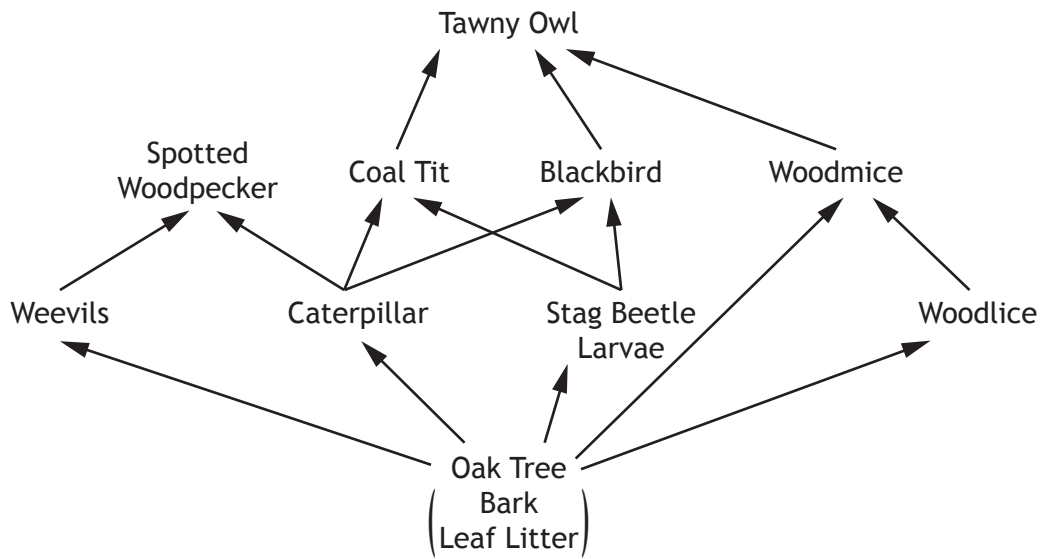 Tawny Owl
Spotted
Woodpecker
Coal Tit
Blackbird
Woodmice
Weevils
Caterpillar
Stag Beetle
Larvae
Woodlice
Oak Tree
Bark
Leaf Litter